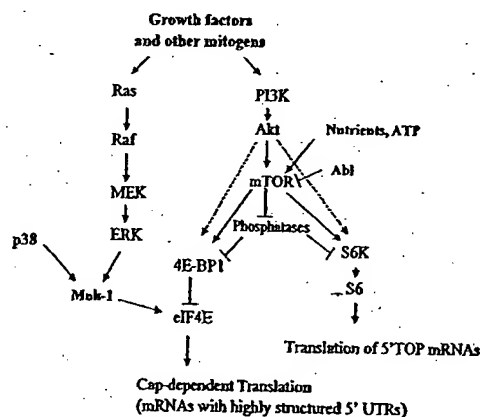 Growth factors
and other mitogens
Ras
PI3K
Raf
Akt
Nutrients, ATP
MEK
mTOR
Abl
ERK
Phosphatases
p38
4E-BP1
S6K
Mnk-1
eIF4E
S6
Translation of 5'TOP mRNAs
Cap-dependent Translation
(mRNAs with highly structured 5' UTRs)